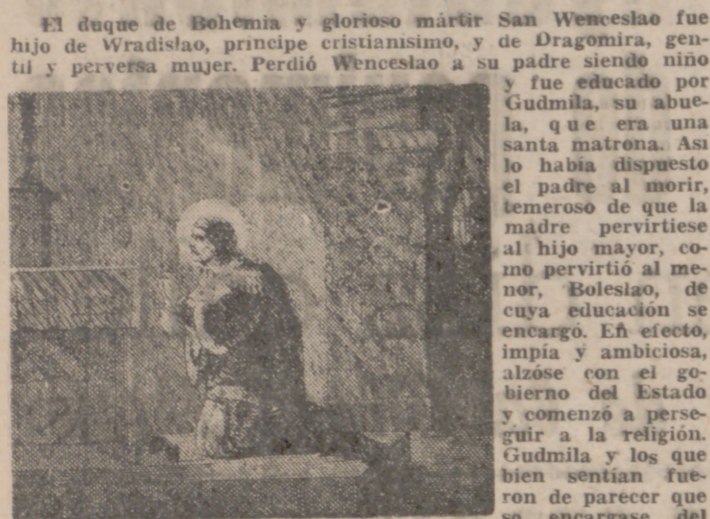 El duque de Bohemia y glorioso mártir San Wenceslao fue
hijo de Wradislao, príncipe cristianísimo, y de Dragomira, gen-
til y perversa mujer. Perdió Wenceslao a su padre siendo niño
y fue educado por
Gudmila, su abue-
la, que era una
santa matrona. Así
lo había dispuesto
el padre al morir,
temeroso de que la
madre pervirtiese
al hijo mayor, co-
mo pervirtió al me-
nor, Boleslao, de
cuya educación se
encargó. En efecto,
impía y ambiciosa,
alzóse con el go-
bierno del Estado
y comenzó a perse-
guir a la religión.
Gudmila y los que
bien sentían fue-
ron de parecer que
se encargase del